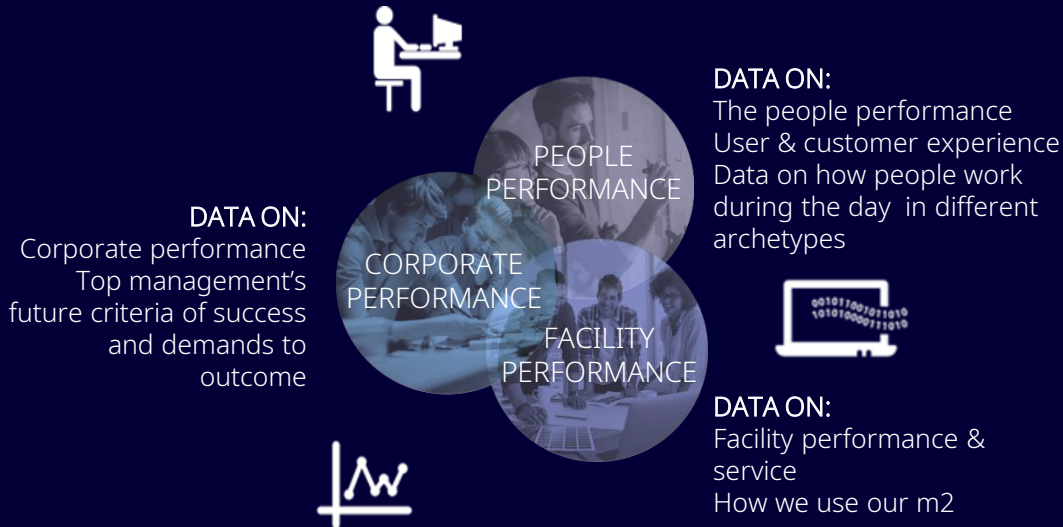 DATA ON:
Corporate performance
Top management’s
future criteria of success
and demands to
outcome
PEOPLE
PERFORMANCE
CORPORATE
PERFORMANCE
FACILITY
PERFORMANCE
DATA ON:
The people performance
User & customer experience
Data on how people work
during the day  in different
archetypes
001011001011010
101010000111010
DATA ON:
Facility performance &
service
How we use our m2